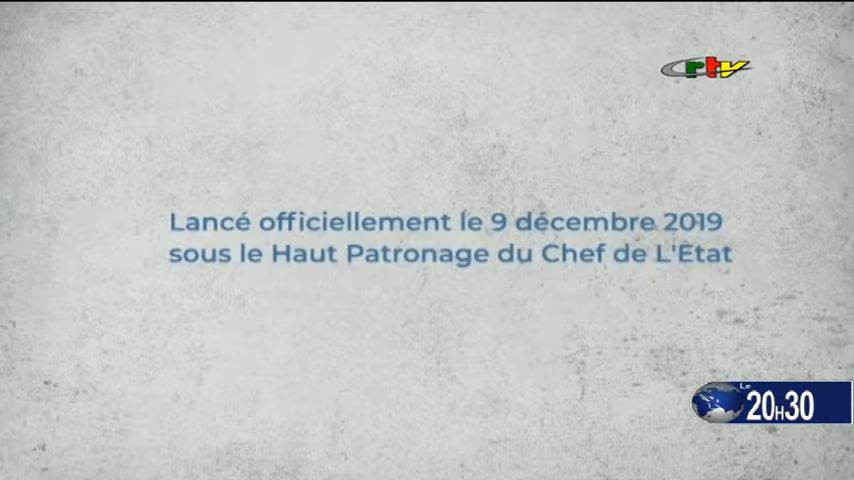 crtv
Lancé officiellement le 9 décembre 2019
sous le Haut Patronage du Chef de L'Etat
Le
20H30